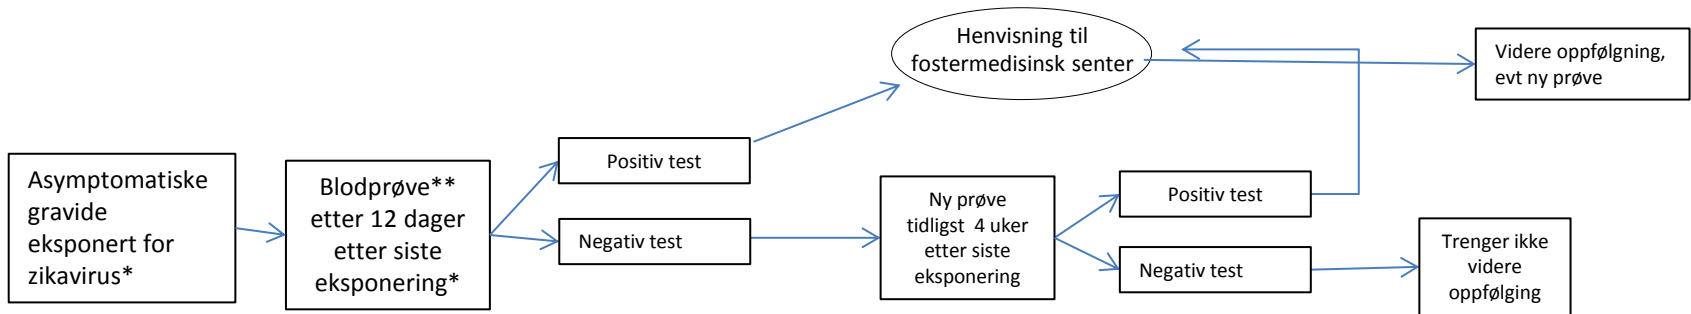 Henvisning til
fostermedisinsk senter
Videre oppfølgning,
evt ny prøve
Asymptomatiske
gravide
eksponert for
zikavirus*
Blodprøve**
etter 12 dager
etter siste
eksponering*
Positiv test
Negativ test
Ny prøve
tidligst 4 uker
etter siste
eksponering
Positiv test
Negativ test
Trenger ikke
videre
oppfølging